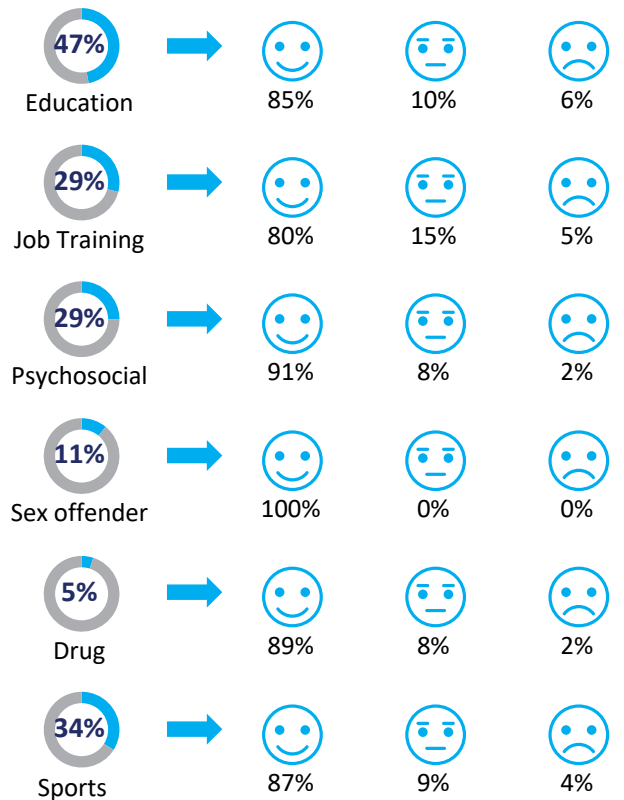 47%
Education
85% 10% 6%
29%
Job Training
80% 15% 5%
29%
Psychosocial
91% 8% 2%
11%
Sex offender
100% 0% 0%
5%
Drug
89% 8% 2%
34%
Sports
87% 9% 4%